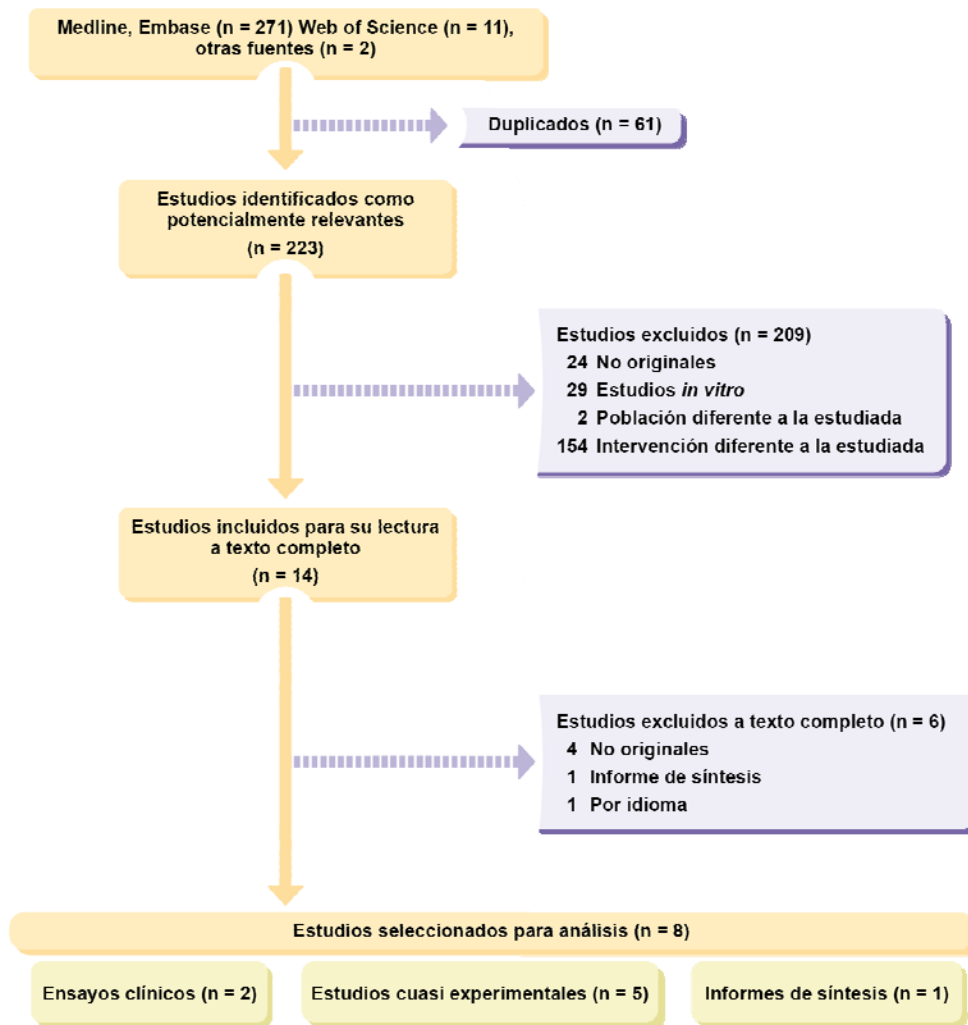 Medline, Embase (n = 271) Web of Science (n = 11),
otras fuentes (n = 2)
Duplicados (n = 61)
Estudios identificados como
potencialmente relevantes
(n = 223)
Estudios excluidos (n = 209)
24 No originales
29 Estudios in vitro
2 Población diferente a la estudiada
154 Intervención diferente a la estudiada
Estudios incluidos para su lectura
a texto completo
(n = 14)
Estudios excluidos a texto completo (n = 6)
4 No originales
1 Informe de síntesis
1 Por idioma
Estudios seleccionados para análisis (n = 8)
Ensayos clínicos (n = 2)
Estudios cuasi experimentales (n = 5)
Informes de síntesis (n = 1)